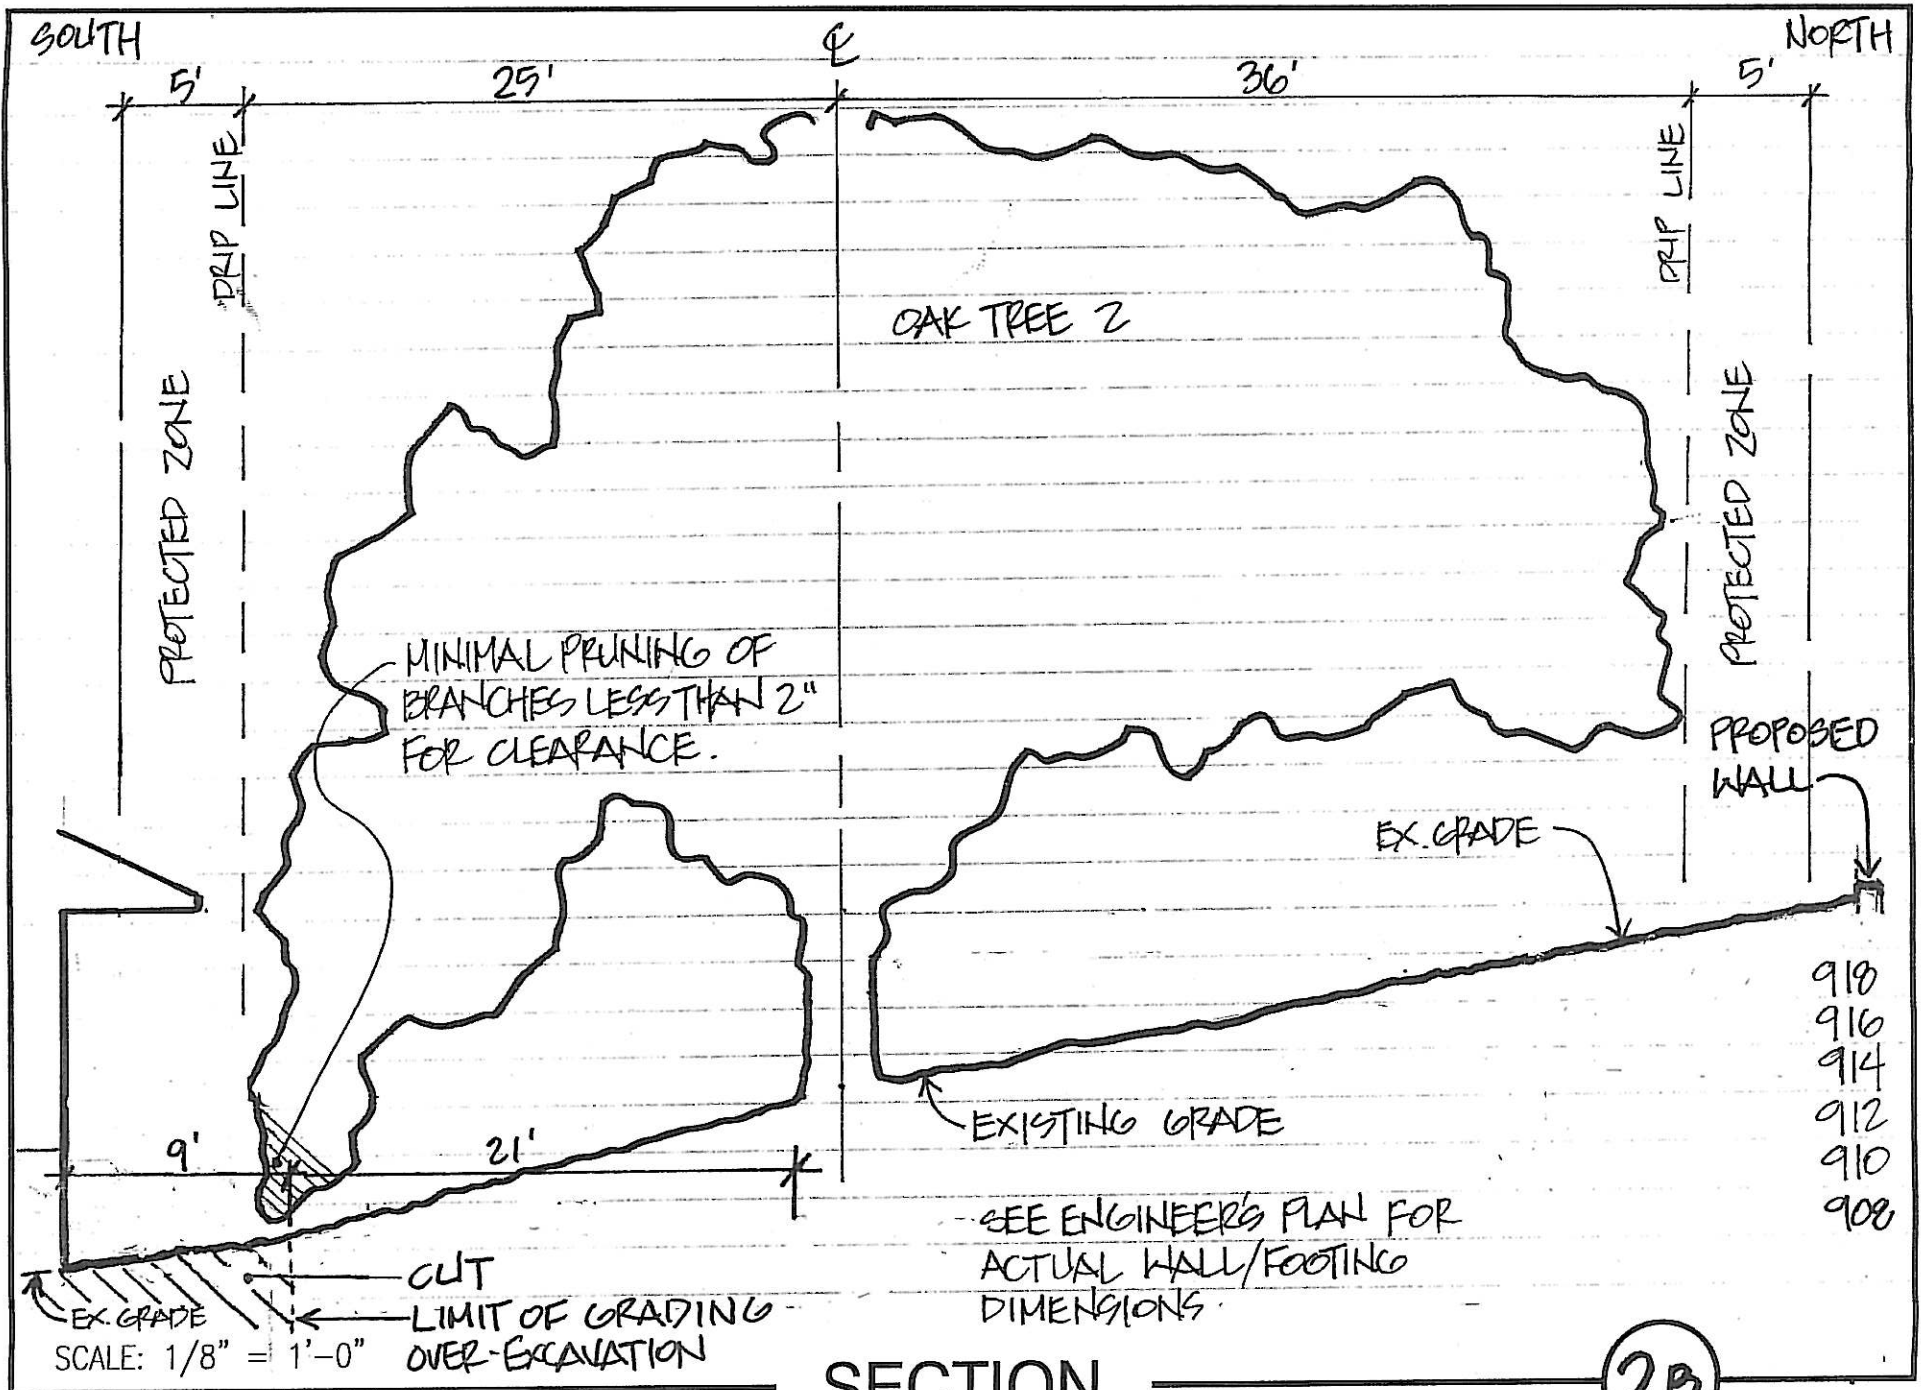 SOUTH
℄
NORTH
5'
25'
36'
5'
DRIP LINE
DRIP LINE
OAK TREE 2
PROTECTED ZONE
PROTECTED ZONE
MINIMAL PRUNING OF
BRANCHES LESS THAN 2"
FOR CLEARANCE.
PROPOSED
WALL
EX. GRADE
918
916
914
912
910
908
EXISTING GRADE
9'
21'
SEE ENGINEER'S PLAN FOR
ACTUAL WALL/FOOTING
DIMENSIONS.
CUT
EX. GRADE
LIMIT OF GRADING
OVER-EXCAVATION
SCALE: 1/8" = 1'-0"
SECTION
2B